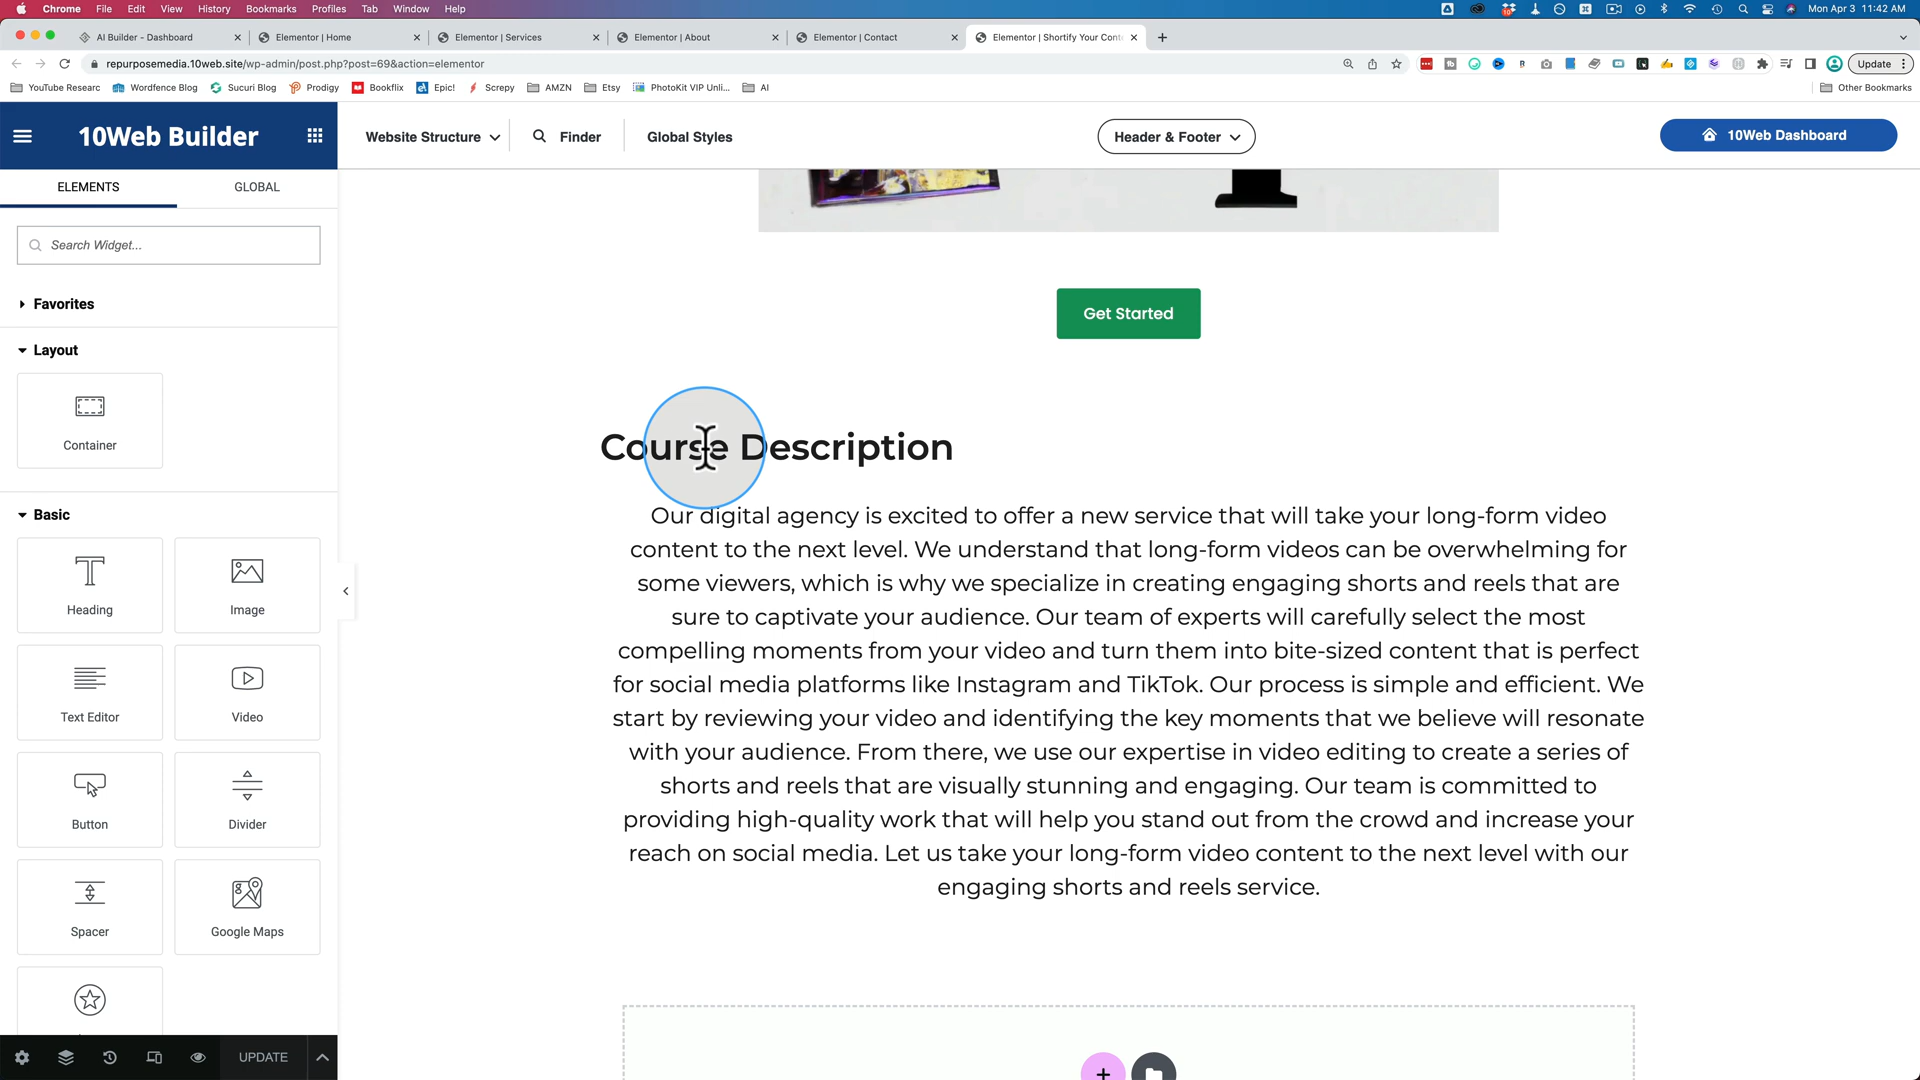 Chrome File Edit View History Bookmarks Profiles Tab Window Help Mon Apr 3 11:42 AM
AI Builder - Dashboard Elementor | Home Elementor | Services Elementor | About Elementor | Contact Elementor | Shortify Your Cont
repurposemedia.10web.site/wp-admin/post.php?post=69&action=elementor Update
YouTube Researc Wordfence Blog Sucuri Blog Prodigy Bookflix Epic! Screpy AMZN Etsy PhotoKit VIP Unli... AI Other Bookmarks
10Web Builder Website Structure Finder Global Styles Header & Footer 10Web Dashboard
ELEMENTS GLOBAL
Search Widget...
Favorites
Layout
Container
Basic
Heading Image
Text Editor Video
Button Divider
Spacer Google Maps
UPDATE
Get Started
Course Description
Our digital agency is excited to offer a new service that will take your long-form video
content to the next level. We understand that long-form videos can be overwhelming for
some viewers, which is why we specialize in creating engaging shorts and reels that are
sure to captivate your audience. Our team of experts will carefully select the most
compelling moments from your video and turn them into bite-sized content that is perfect
for social media platforms like Instagram and TikTok. Our process is simple and efficient. We
start by reviewing your video and identifying the key moments that we believe will resonate
with your audience. From there, we use our expertise in video editing to create a series of
shorts and reels that are visually stunning and engaging. Our team is committed to
providing high-quality work that will help you stand out from the crowd and increase your
reach on social media. Let us take your long-form video content to the next level with our
engaging shorts and reels service.